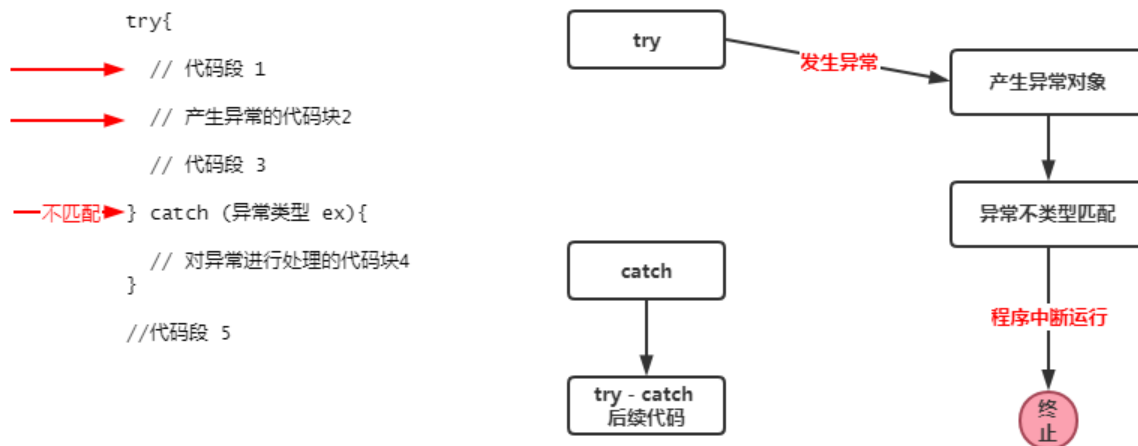 try{
// 代码段 1
// 产生异常的代码块2
// 代码段 3
不匹配
} catch (异常类型 ex){
// 对异常进行处理的代码块4
}
//代码段 5
try
发生异常
产生异常对象
异常不类型匹配
catch
程序中断运行
try - catch
后续代码
终
止